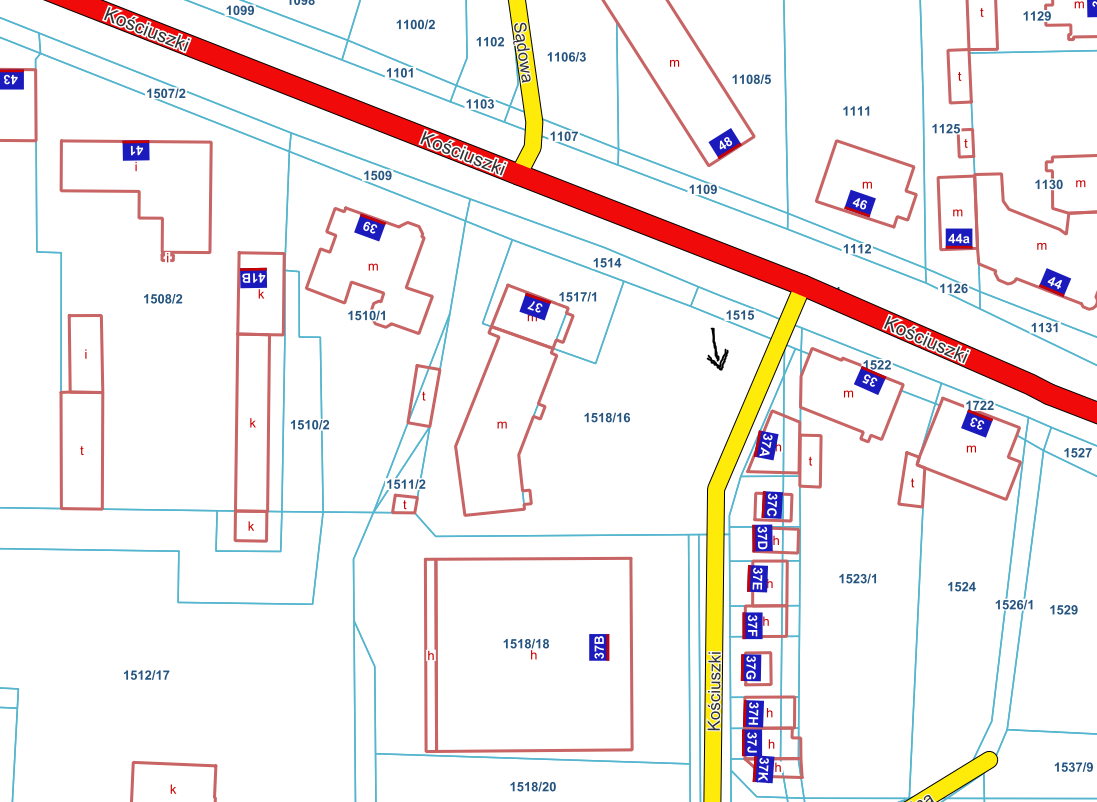 1098
1099
1100/2
Kościuszki
1101
1102
1103
Sądowa
1106/3
1107
m
1108/5
48
1109
1111
t
1129
m
t
1125
t
1130
m
m
46
m
44a
m
44
1112
1126
1131
43
1507/2
41
i
i
1508/2
1509
Kościuszki
39
m
1510/1
41B
k
i
t
k
k
1510/2
1511/2
t
t
1514
1517/1
37
m
m
1515
1518/16
Kościuszki
1522
35
m
1722
33
m
1527
t
t
37A
h
37C
37D
h
37E
h
37F
h
37G
37H
h
37J
h
37K
h
1523/1
1524
1526/1
1529
1537/9
1518/18
h
h
37B
Kościuszki
1512/17
k
1518/20